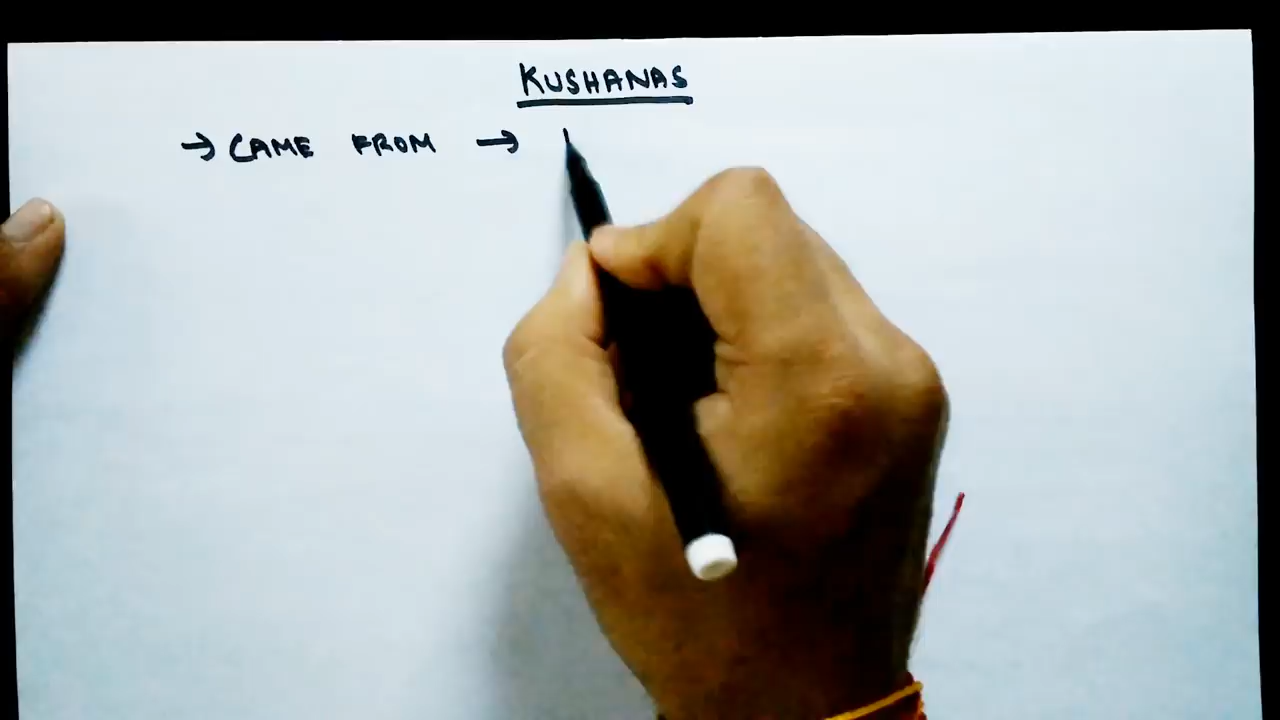 KUSHANAS
→ CAME FROM →